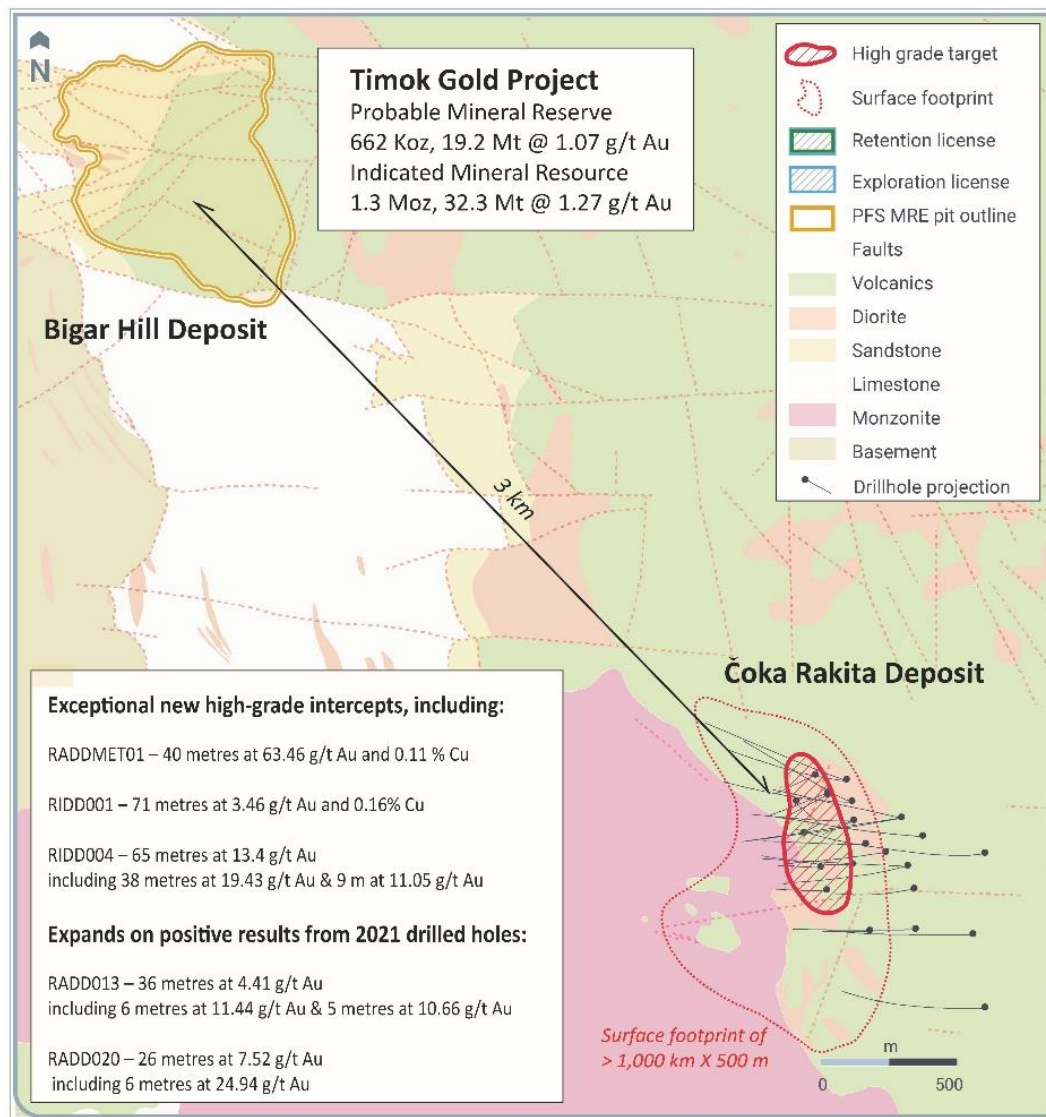 N
Timok Gold Project
Probable Mineral Reserve
662 Koz, 19.2 Mt @ 1.07 g/t Au
Indicated Mineral Resource
1.3 Moz, 32.3 Mt @ 1.27 g/t Au
High grade target
Surface footprint
Retention license
Exploration license
PFS MRE pit outline
Faults
Volcanics
Diorite
Sandstone
Limestone
Monzonite
Basement
Drillhole projection
Bigar Hill Deposit
3 km
Čoka Rakita Deposit
Exceptional new high-grade intercepts, including:
RADDMET01 – 40 metres at 63.46 g/t Au and 0.11 % Cu
RIDD001 – 71 metres at 3.46 g/t Au and 0.16% Cu
RIDD004 – 65 metres at 13.4 g/t Au
including 38 metres at 19.43 g/t Au & 9 m at 11.05 g/t Au
Expands on positive results from 2021 drilled holes:
RADD013 – 36 metres at 4.41 g/t Au
including 6 metres at 11.44 g/t Au & 5 metres at 10.66 g/t Au
RADD020 – 26 metres at 7.52 g/t Au
including 6 metres at 24.94 g/t Au
Surface footprint of
> 1,000 km X 500 m
m
0 500